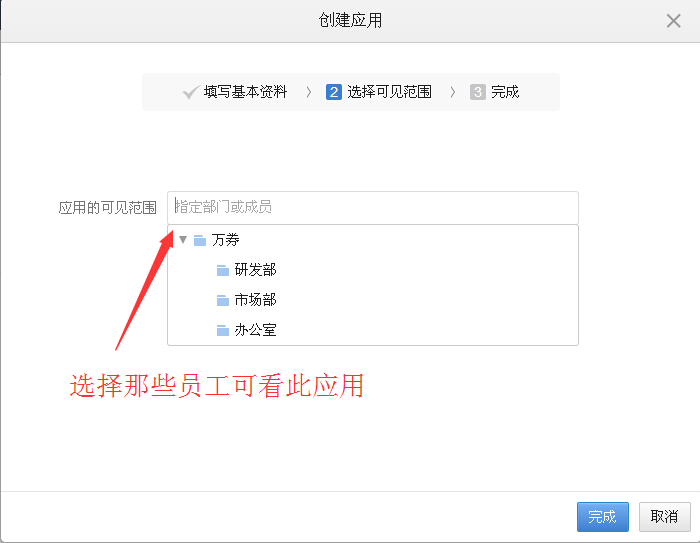 创建应用
填写基本资料 2 选择可见范围 3 完成
应用的可见范围 指定部门或成员
万券
研发部
市场部
办公室
选择那些员工可看此应用
完成 取消